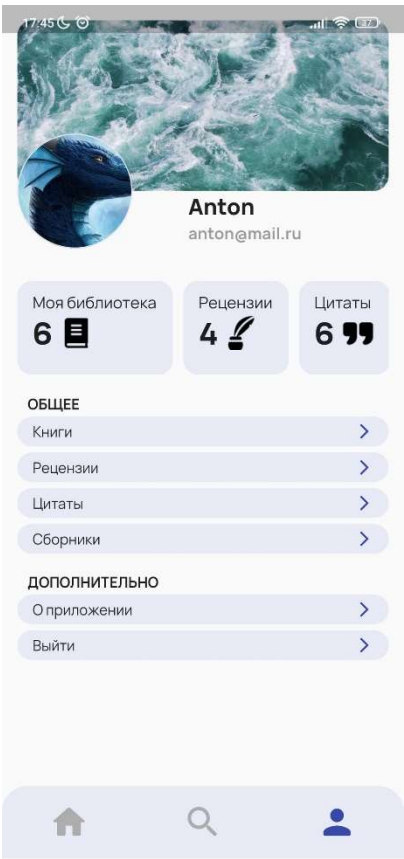 17:45
37
Anton
anton@mail.ru
Моя библиотека
6
Рецензии
4
Цитаты
6
ОБЩЕЕ
Книги
Рецензии
Цитаты
Сборники
ДОПОЛНИТЕЛЬНО
О приложении
Выйти